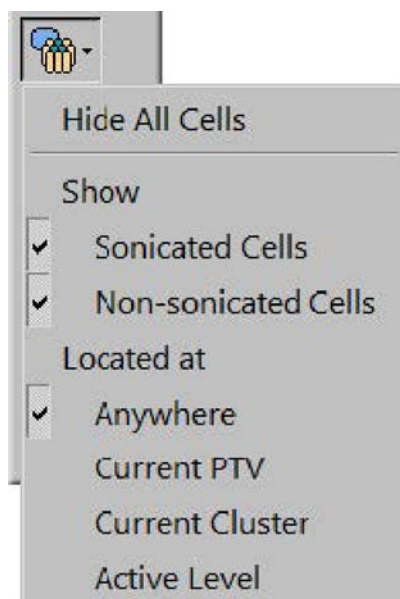 Hide All Cells
Show
Sonicated Cells
Non-sonicated Cells
Located at
Anywhere
Current PTV
Current Cluster
Active Level